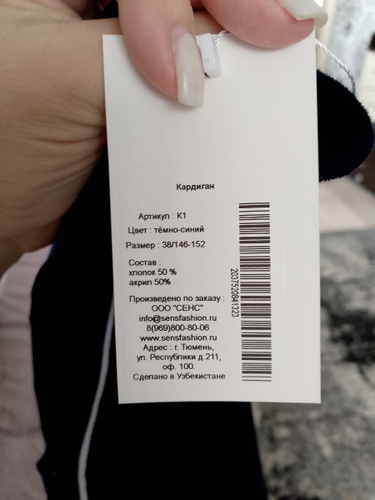 Кардиган
Артикул : К1
Цвет : тёмно-синий
Размер : 38/146-152
Состав :
хлопок 50 %
акрил 50%
Произведено по заказу :
ООО "СЕНС"
info@sensfashion.ru
8(969)800-80-06
www.sensfashion.ru
Адрес : г. Тюмень,
ул. Республики д.211,
оф. 100.
Сделано в Узбекистане
2037520841323